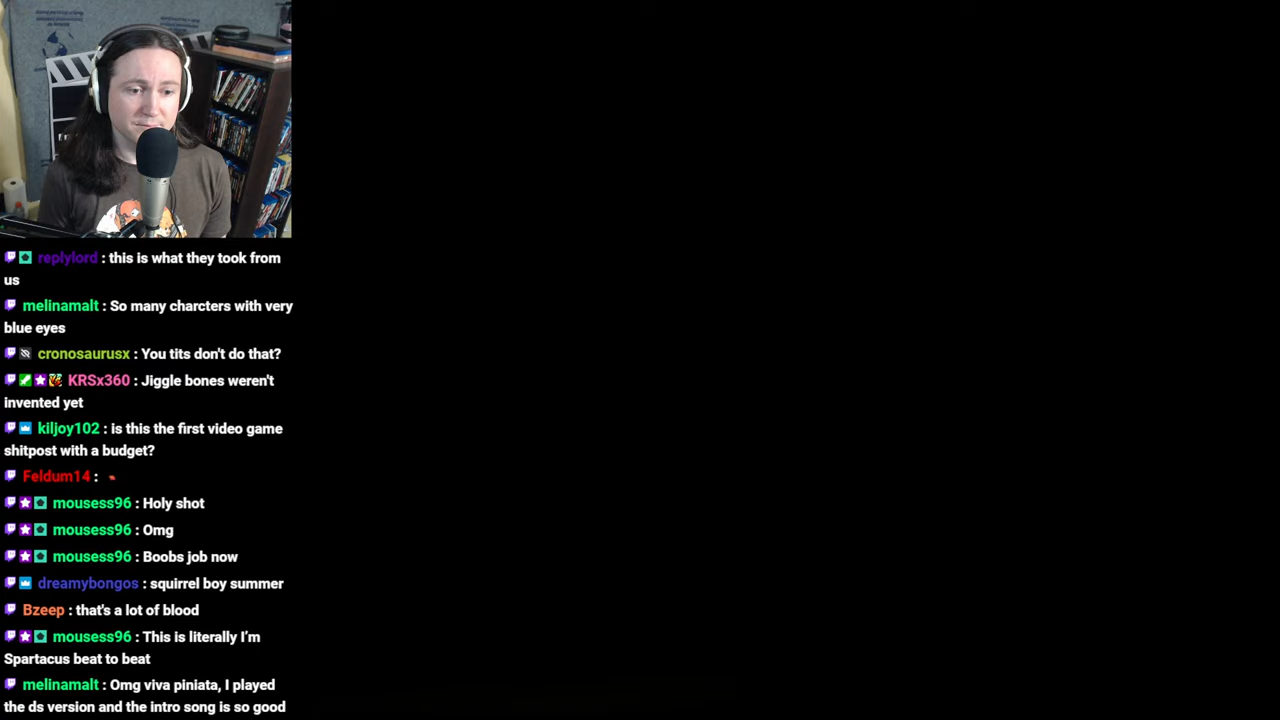 replylord : this is what they took from
us
melinamalt : So many charcters with very
blue eyes
cronosaurusx : You tits don't do that?
KRSx360 : Jiggle bones weren't
invented yet
kiljoy102 : is this the first video game
shitpost with a budget?
Feldum14 :
mousess96 : Holy shot
mousess96 : Omg
mousess96 : Boobs job now
dreamybongos : squirrel boy summer
Bzeep : that's a lot of blood
mousess96 : This is literally I'm
Spartacus beat to beat
melinamalt : Omg viva piniata, I played
the ds version and the intro song is so good